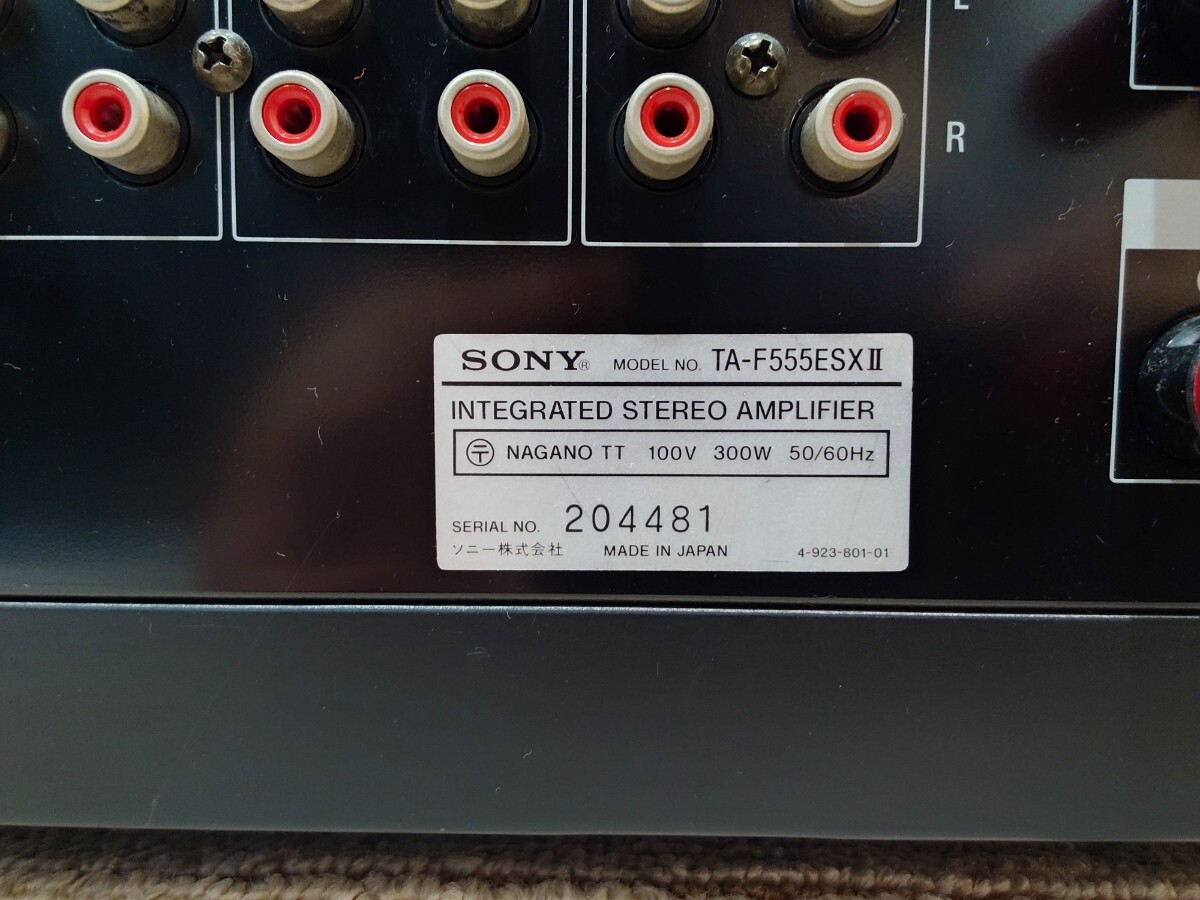 R
SONY® MODEL NO. TA-F555ESXII
INTEGRATED STEREO AMPLIFIER
〒 NAGANO TT 100V 300W 50/60Hz
SERIAL NO. 204481
ソニー株式会社 MADE IN JAPAN 4-923-801-01